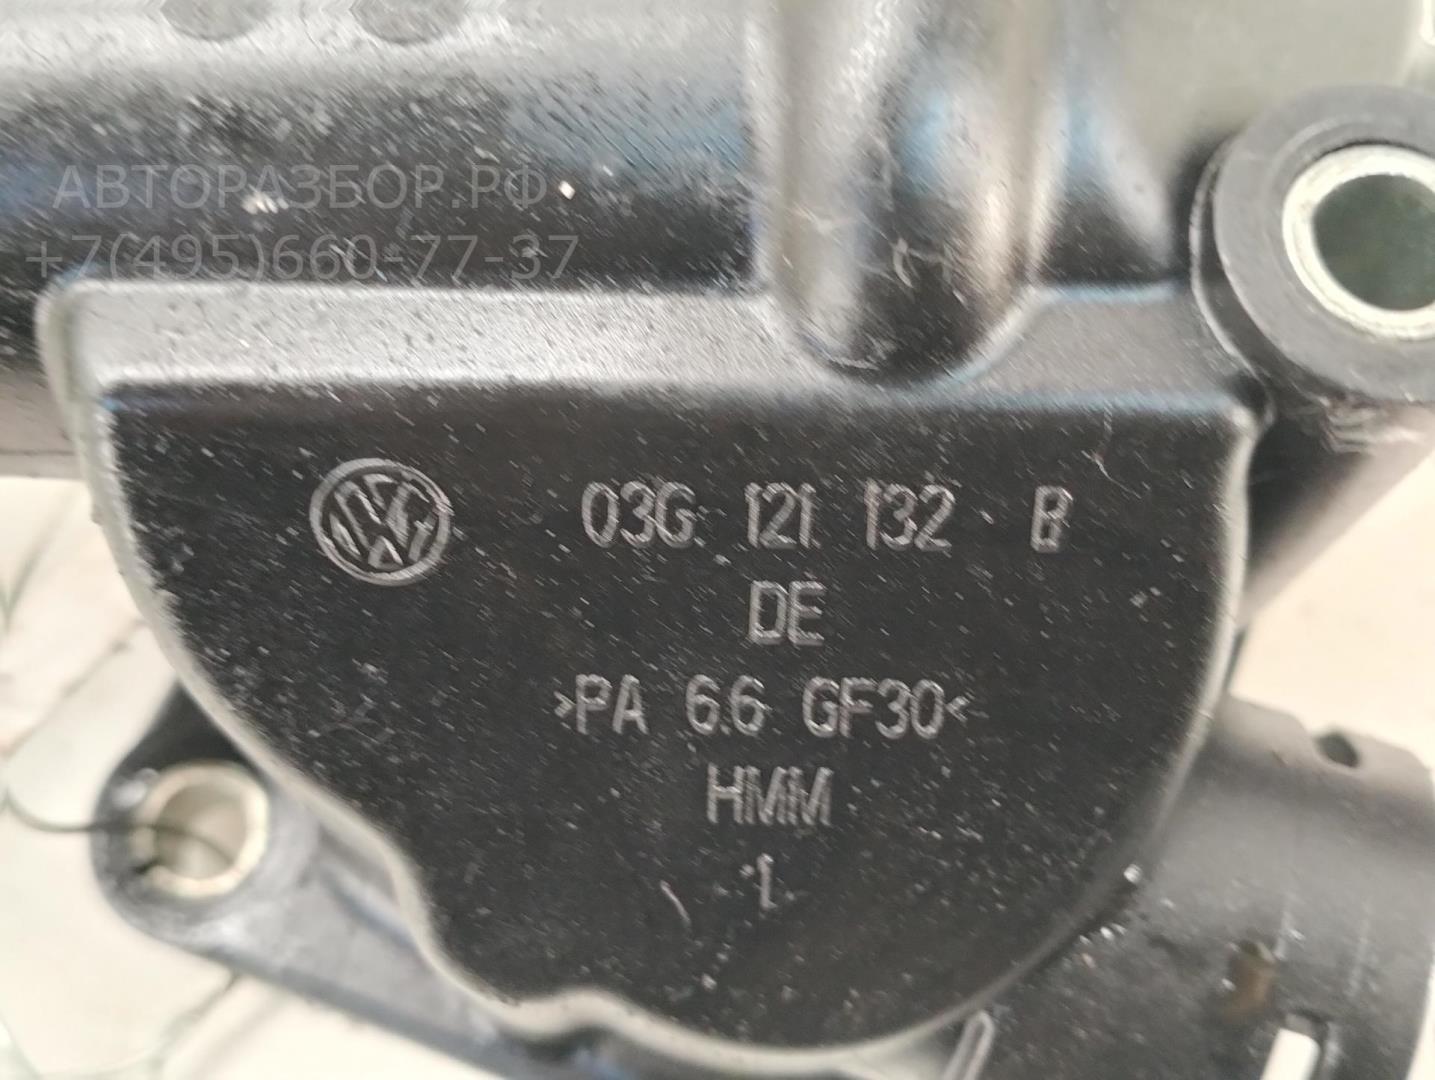 АВТОРАЗБОР.РФ
+7(495)660-77-37
03G 121 132 B
DE
>PA 6.6 GF30<
HMM
1